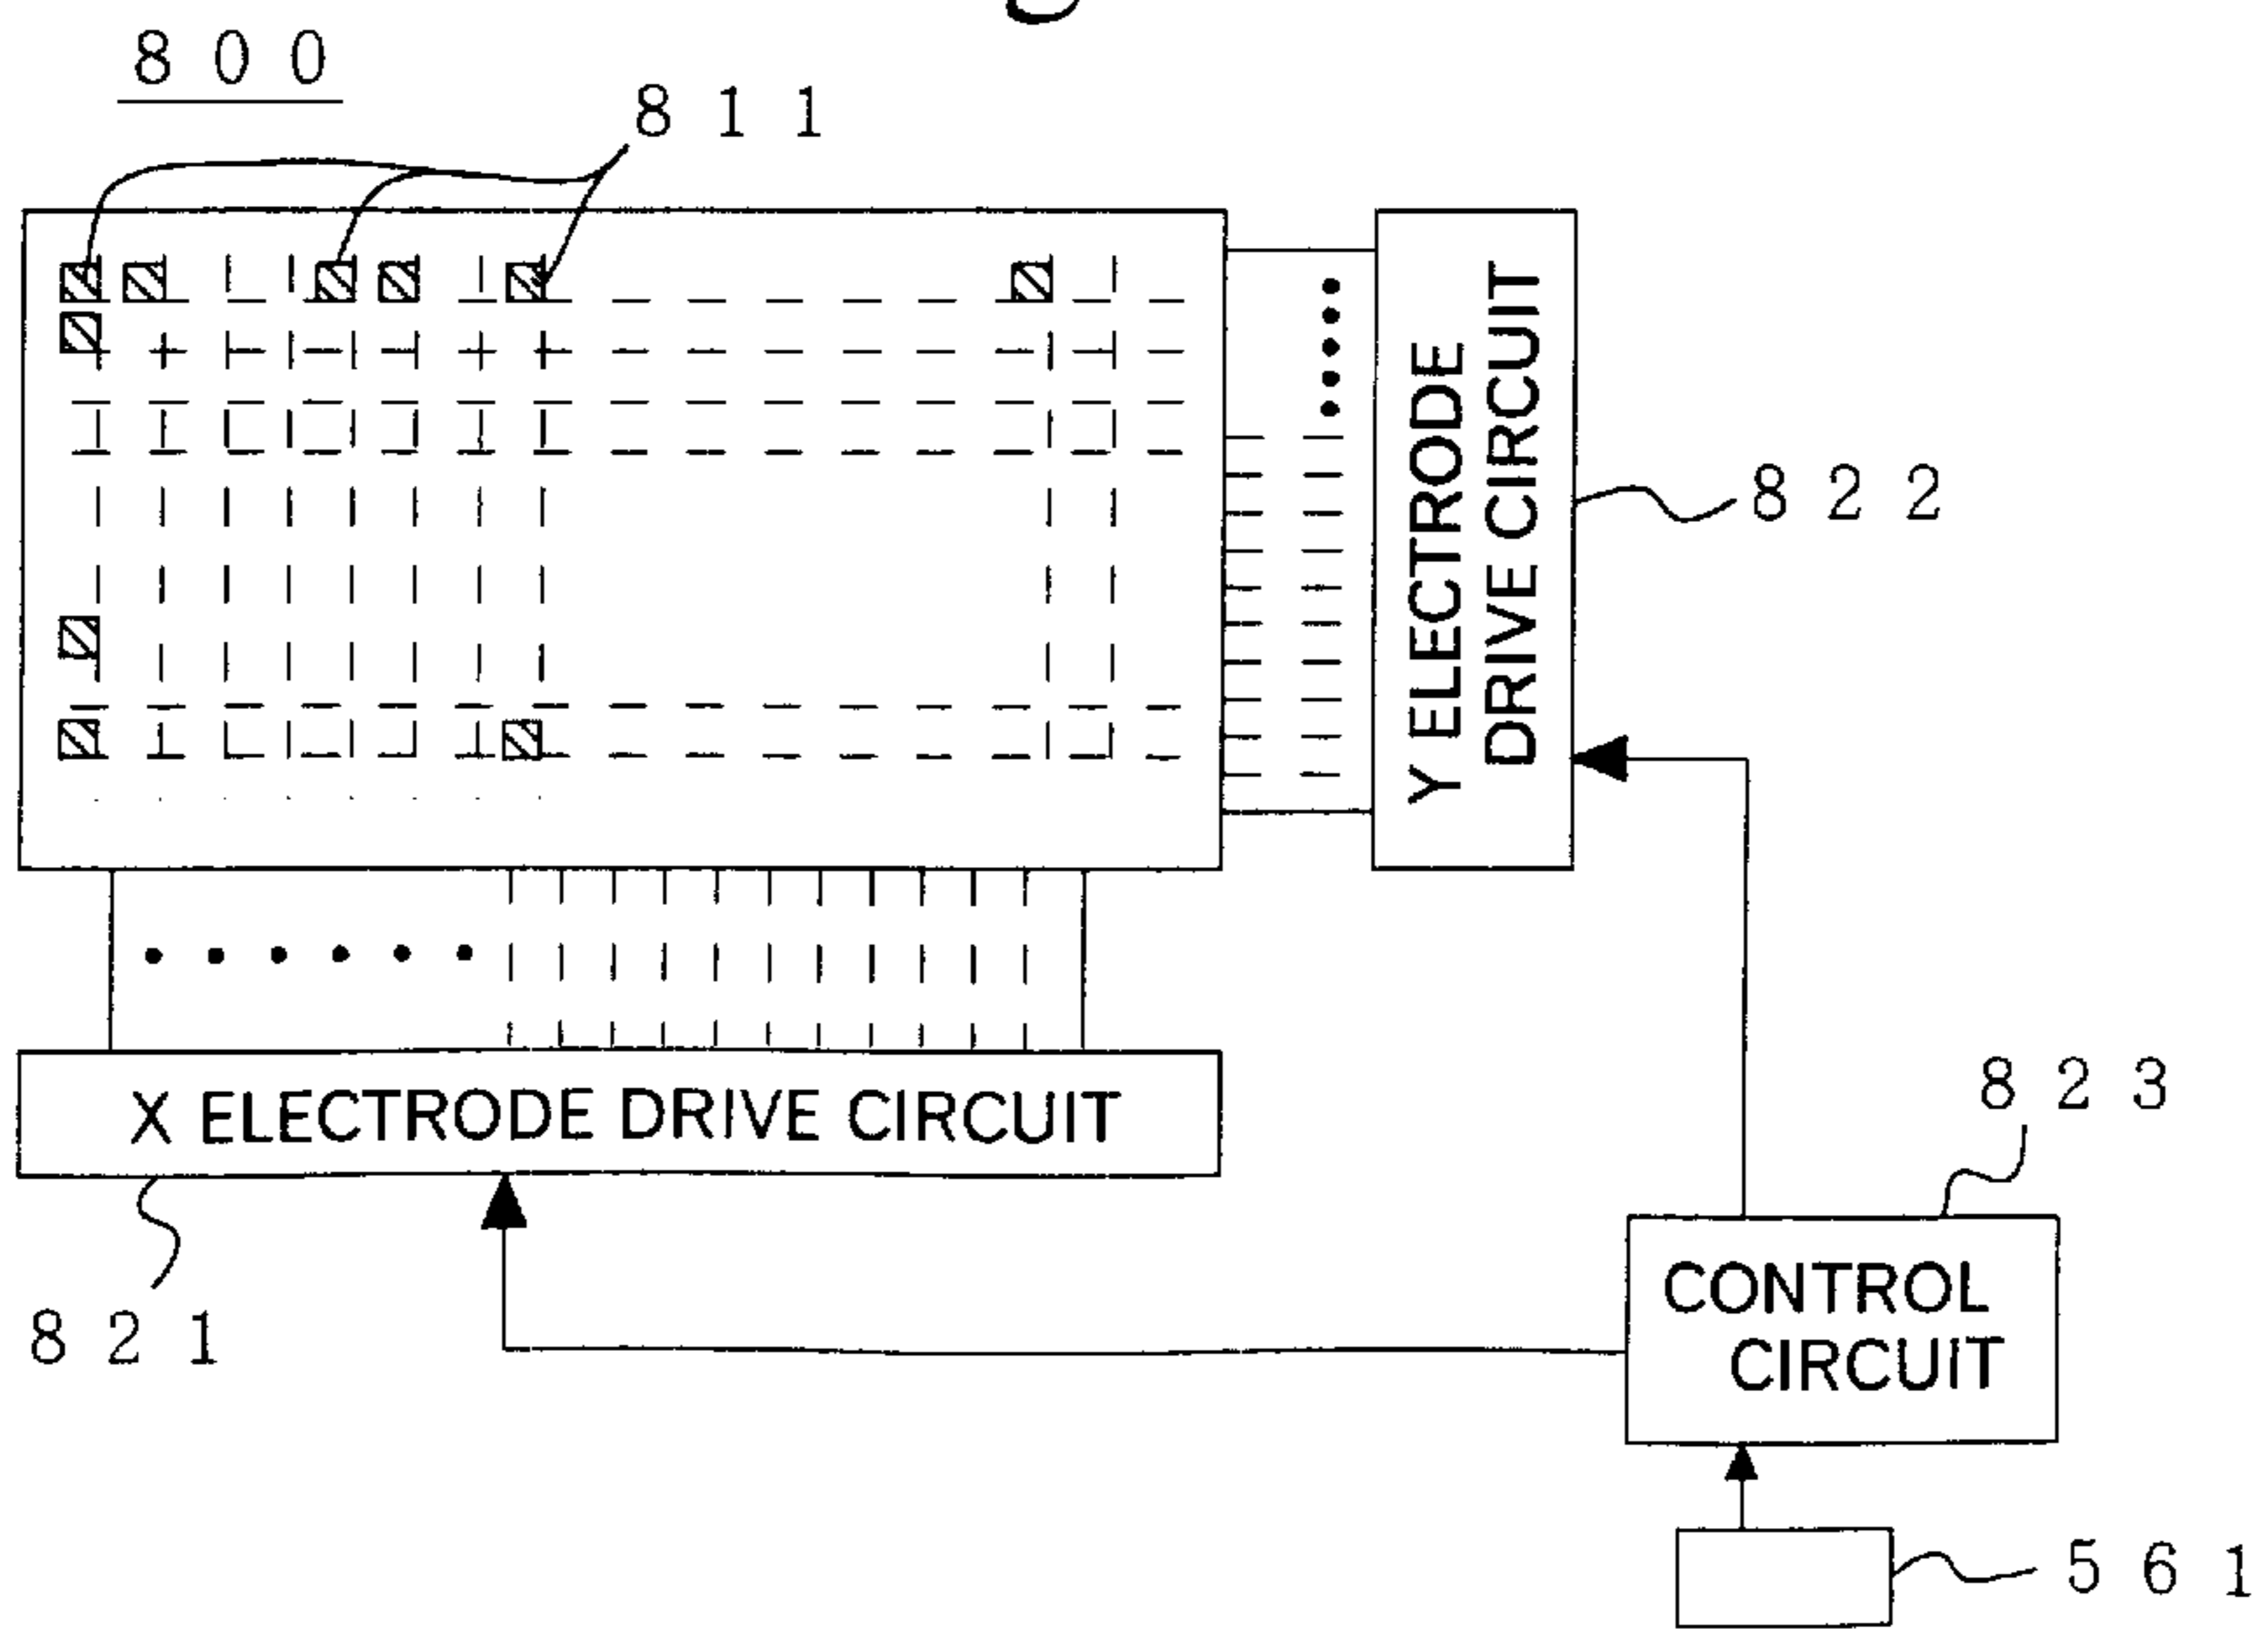 800
811
Y ELECTRODE
DRIVE CIRCUIT
822
X ELECTRODE DRIVE CIRCUIT
821
823
CONTROL
CIRCUIT
561